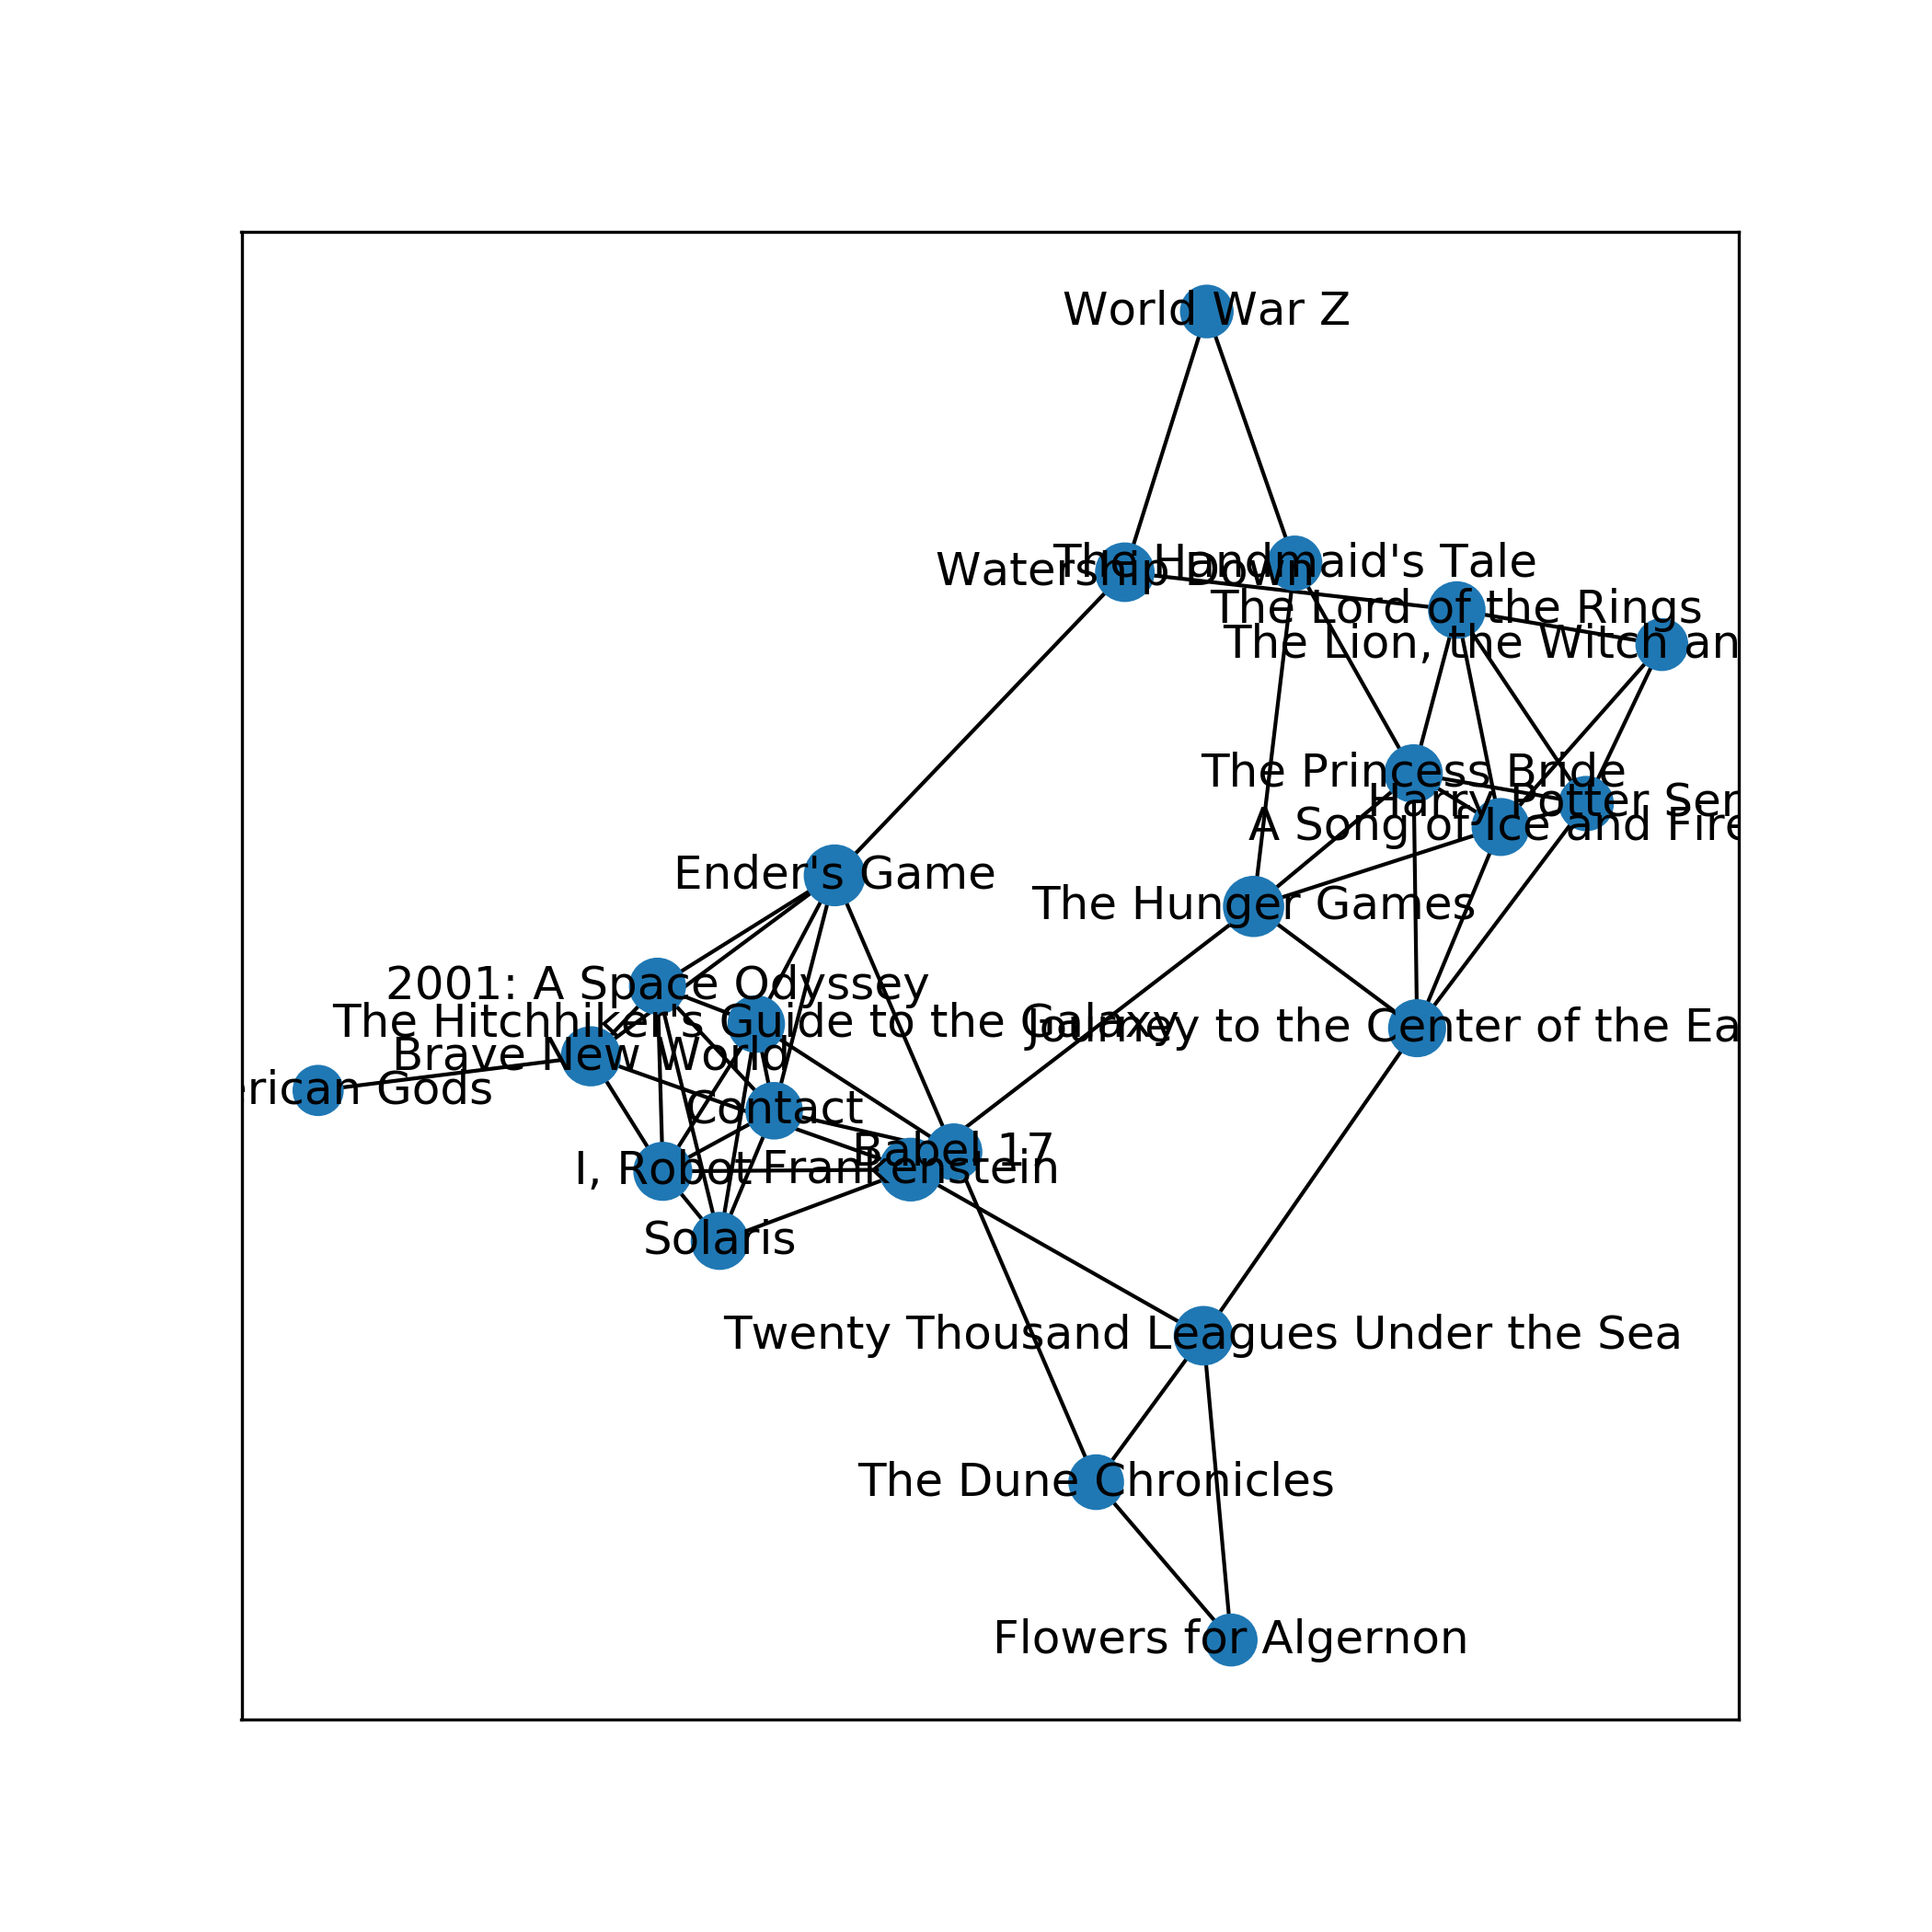 World War Z
The Handmaid's Tale
Watership Down
The Lord of the Rings
The Lion, the Witch an
The Princess Bride
Harry Potter Ser
A Song of Ice and Fire
Ender's Game
The Hunger Games
2001: A Space Odyssey
The Hitchhiker's Guide to the Galaxy
Journey to the Center of the Ea
Brave New World
erican Gods
Contact
Babel 17
I, Robot
Frankenstein
Solaris
Twenty Thousand Leagues Under the Sea
The Dune Chronicles
Flowers for Algernon